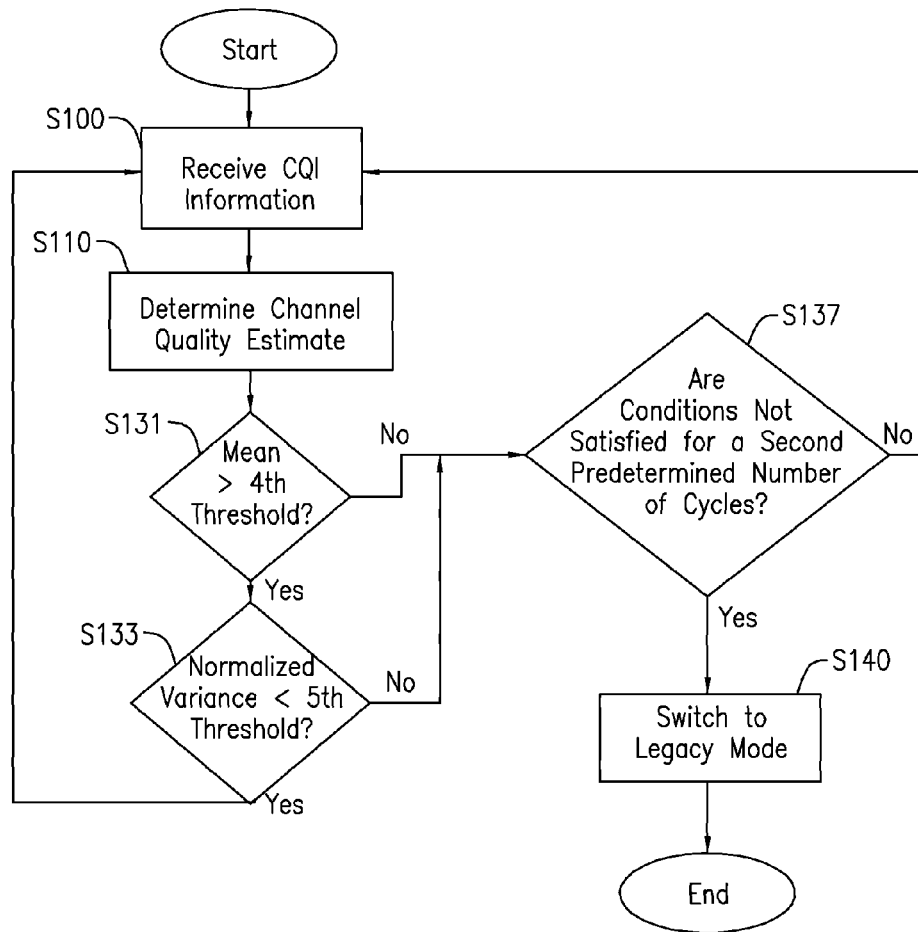 Start
S100
Receive CQI
Information
S110
Determine Channel
Quality Estimate
S131
Mean
> 4th
Threshold?
No
Yes
S133
Normalized
Variance < 5th
Threshold?
No
Yes
S137
Are
Conditions Not
Satisfied for a Second
Predetermined Number
of Cycles?
No
Yes
S140
Switch to
Legacy Mode
End